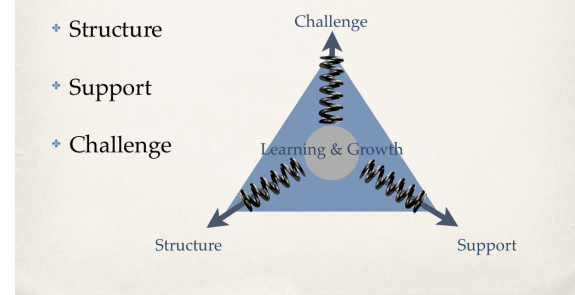 Structure
Support
Challenge
Challenge
Learning & Growth
Structure
Support